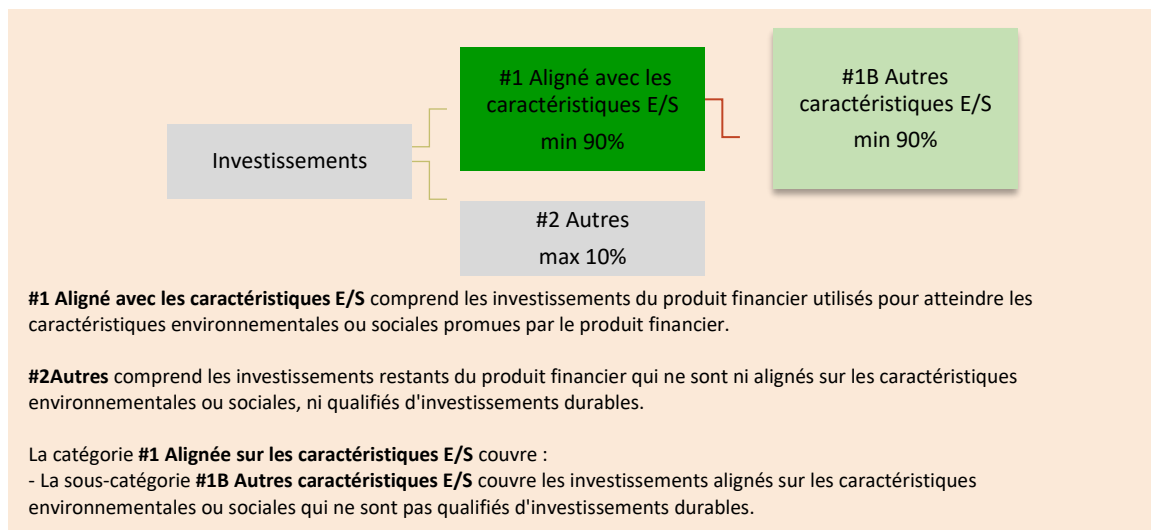 #1 Aligné avec les
caractéristiques E/S
min 90%
#1B Autres
caractéristiques E/S
min 90%
Investissements
#2 Autres
max 10%
#1 Aligné avec les caractéristiques E/S comprend les investissements du produit financier utilisés pour atteindre les
caractéristiques environnementales ou sociales promues par le produit financier.
#2Autres comprend les investissements restants du produit financier qui ne sont ni alignés sur les caractéristiques
environnementales ou sociales, ni qualifiés d'investissements durables.
La catégorie #1 Alignée sur les caractéristiques E/S couvre :
- La sous-catégorie #1B Autres caractéristiques E/S couvre les investissements alignés sur les caractéristiques
environnementales ou sociales qui ne sont pas qualifiés d'investissements durables.